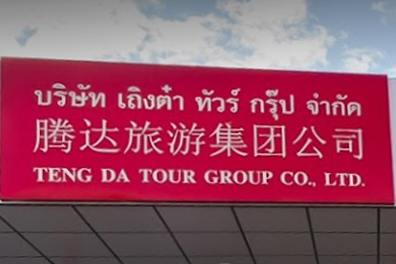 บริษัท เถิงต๋า ทัวร์ กรุ๊ป จำกัด
腾达旅游集团公司
TENG DA TOUR GROUP CO., LTD.